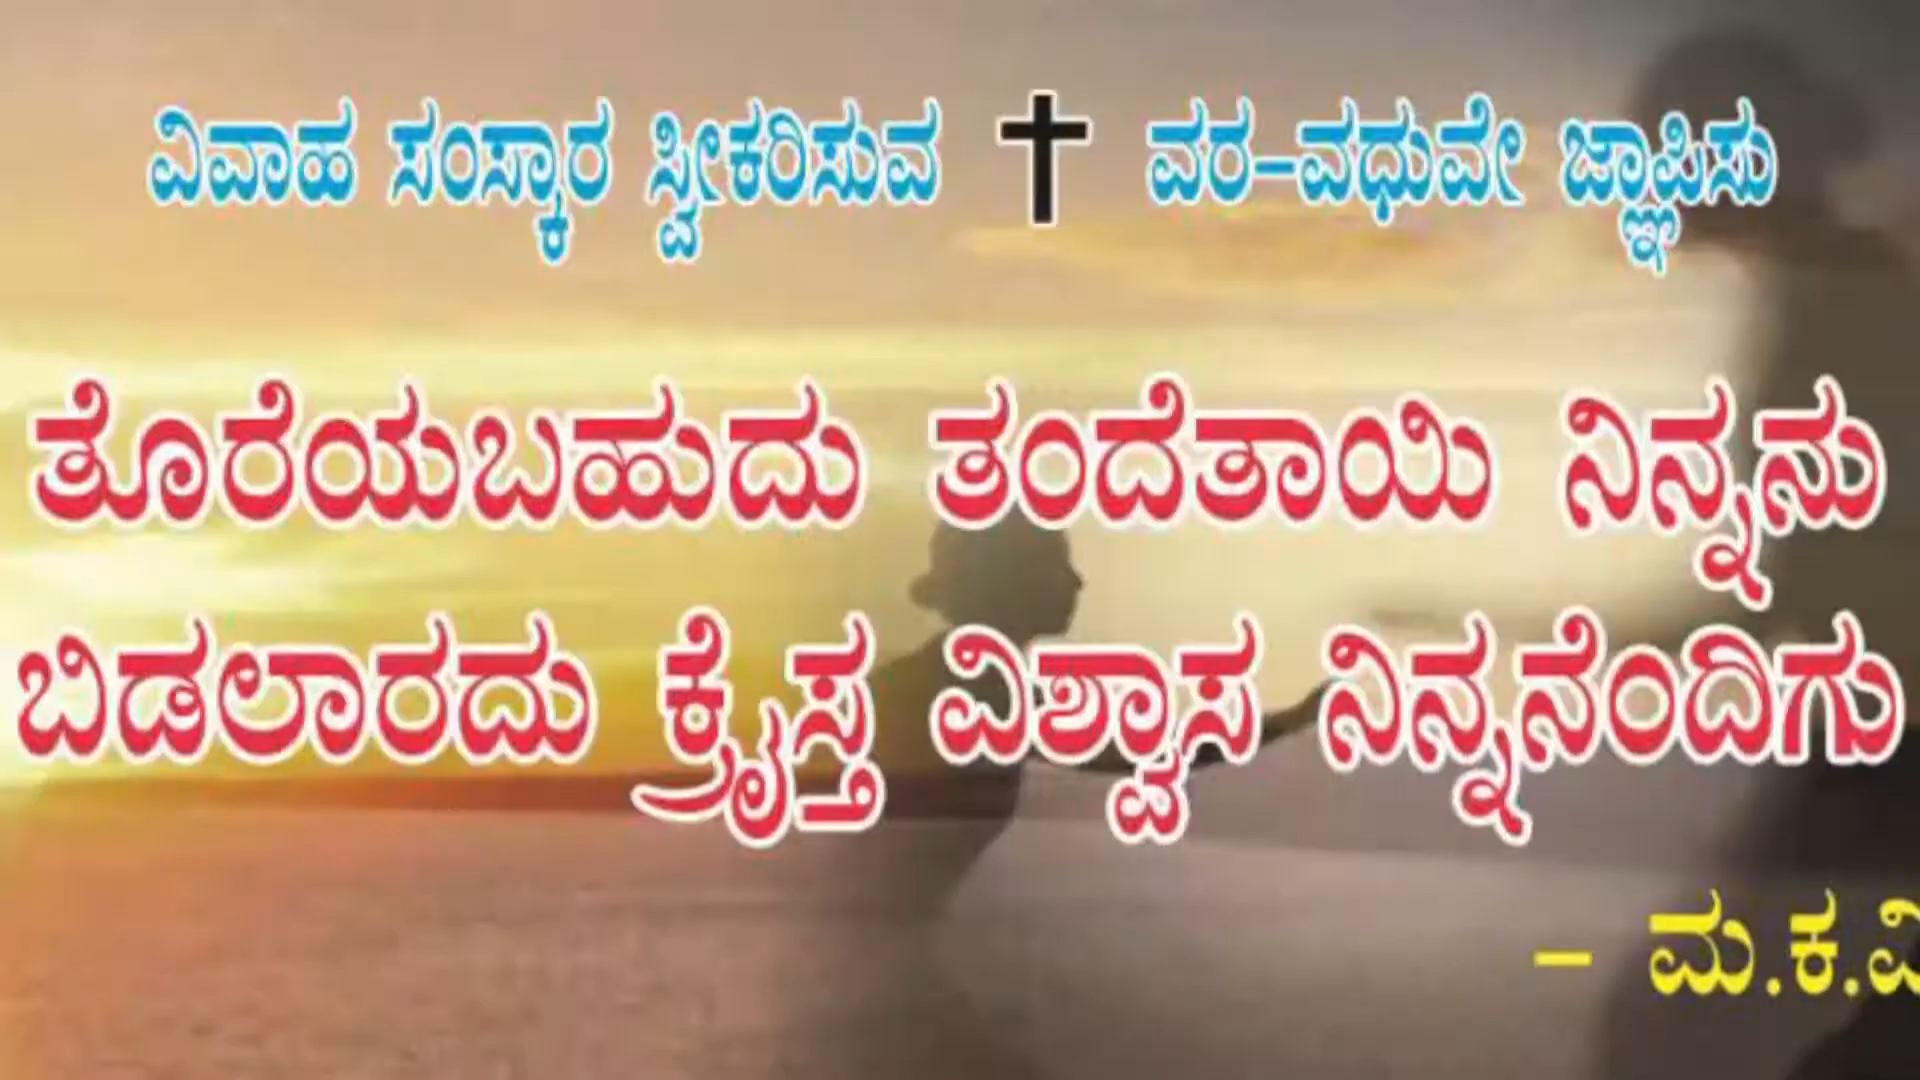 ವಿವಾಹ ಸಂಸ್ಕಾರ ಸ್ವೀಕರಿಸುವ ವರ-ವಧುವೇ ಜ್ಞಾಪಿಸು
ತೊರೆಯಬಹುದು ತಂದೆತಾಯಿ ನಿನ್ನನು
ಬಿಡಲಾರದು ಕ್ರೈಸ್ತ ವಿಶ್ವಾಸ ನಿನ್ನನೆಂದಿಗು
- ಮ.ಕ.ವಿ